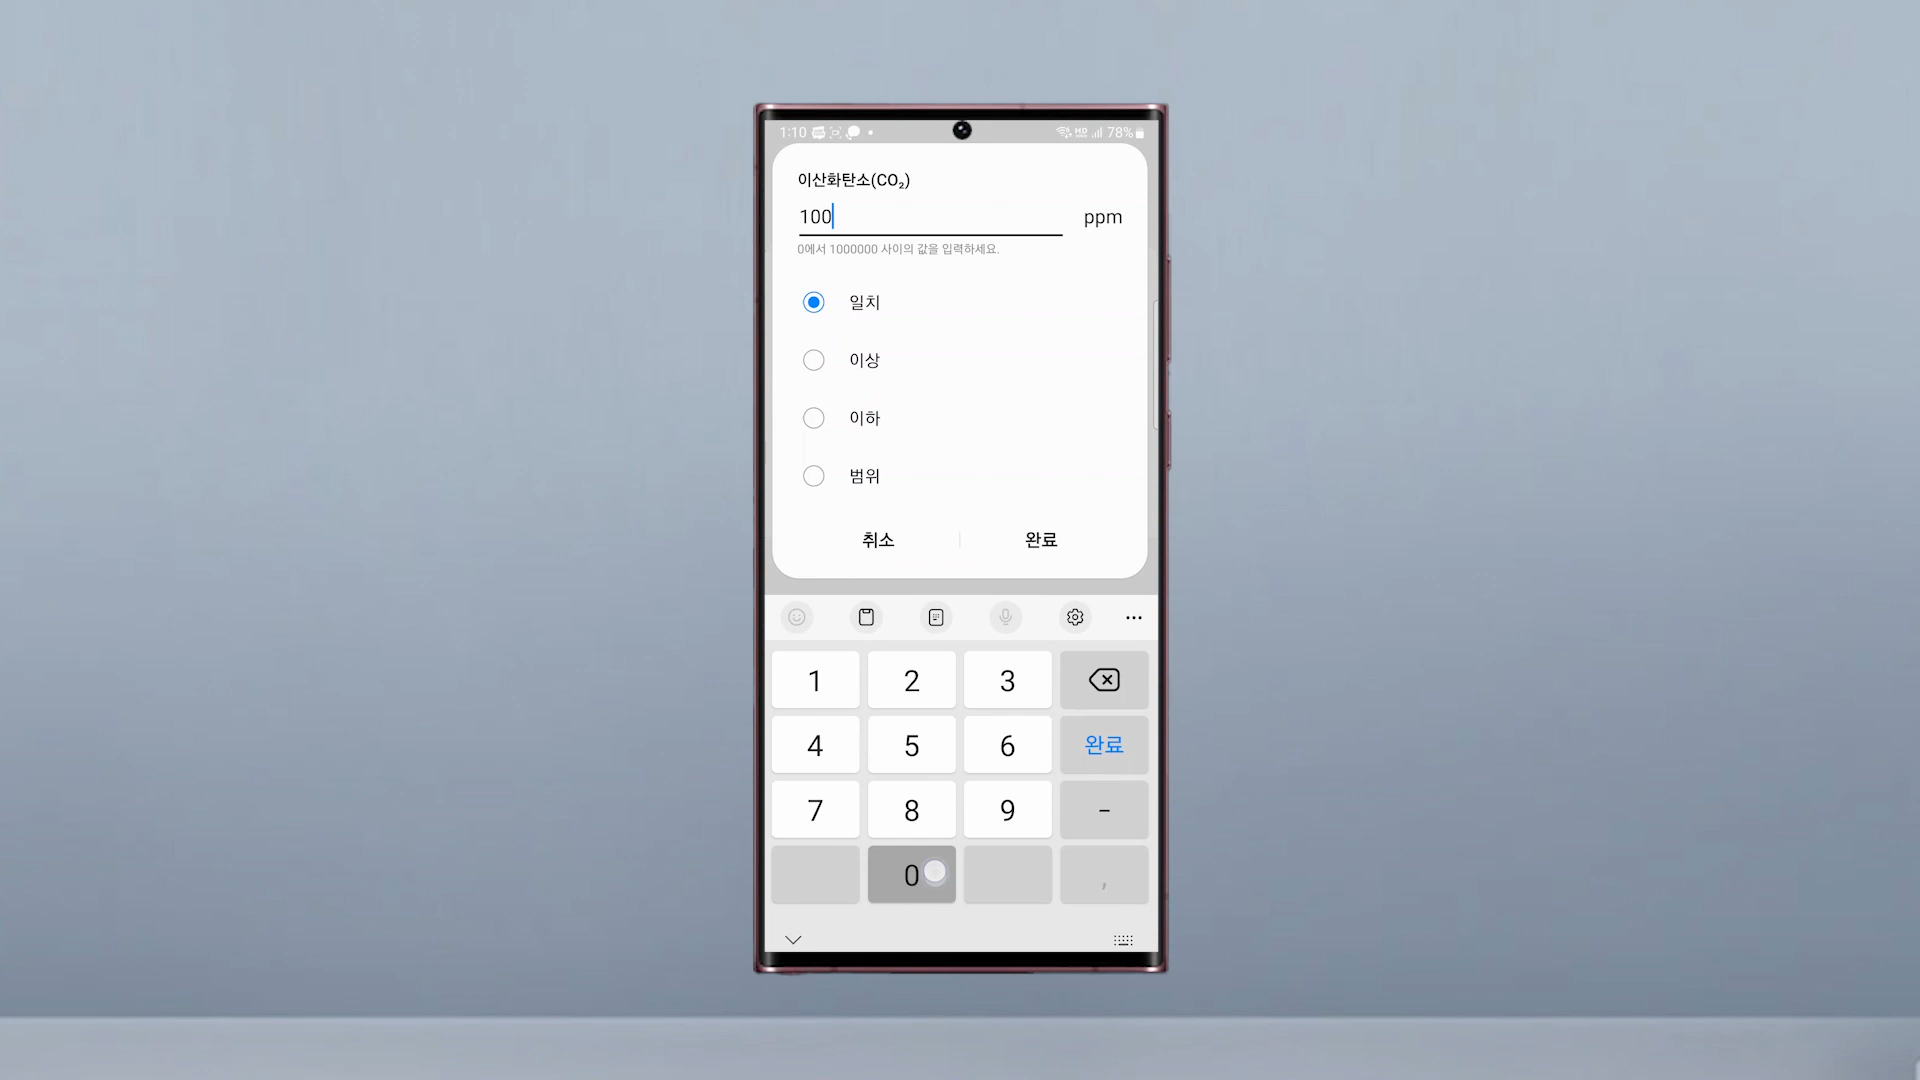 1:10
HD
78%
이산화탄소(CO₂)
100
ppm
0에서 1000000 사이의 값을 입력하세요.
일치
이상
이하
범위
취소
완료
1 2 3
4 5 6 완료
7 8 9 -
0 ,